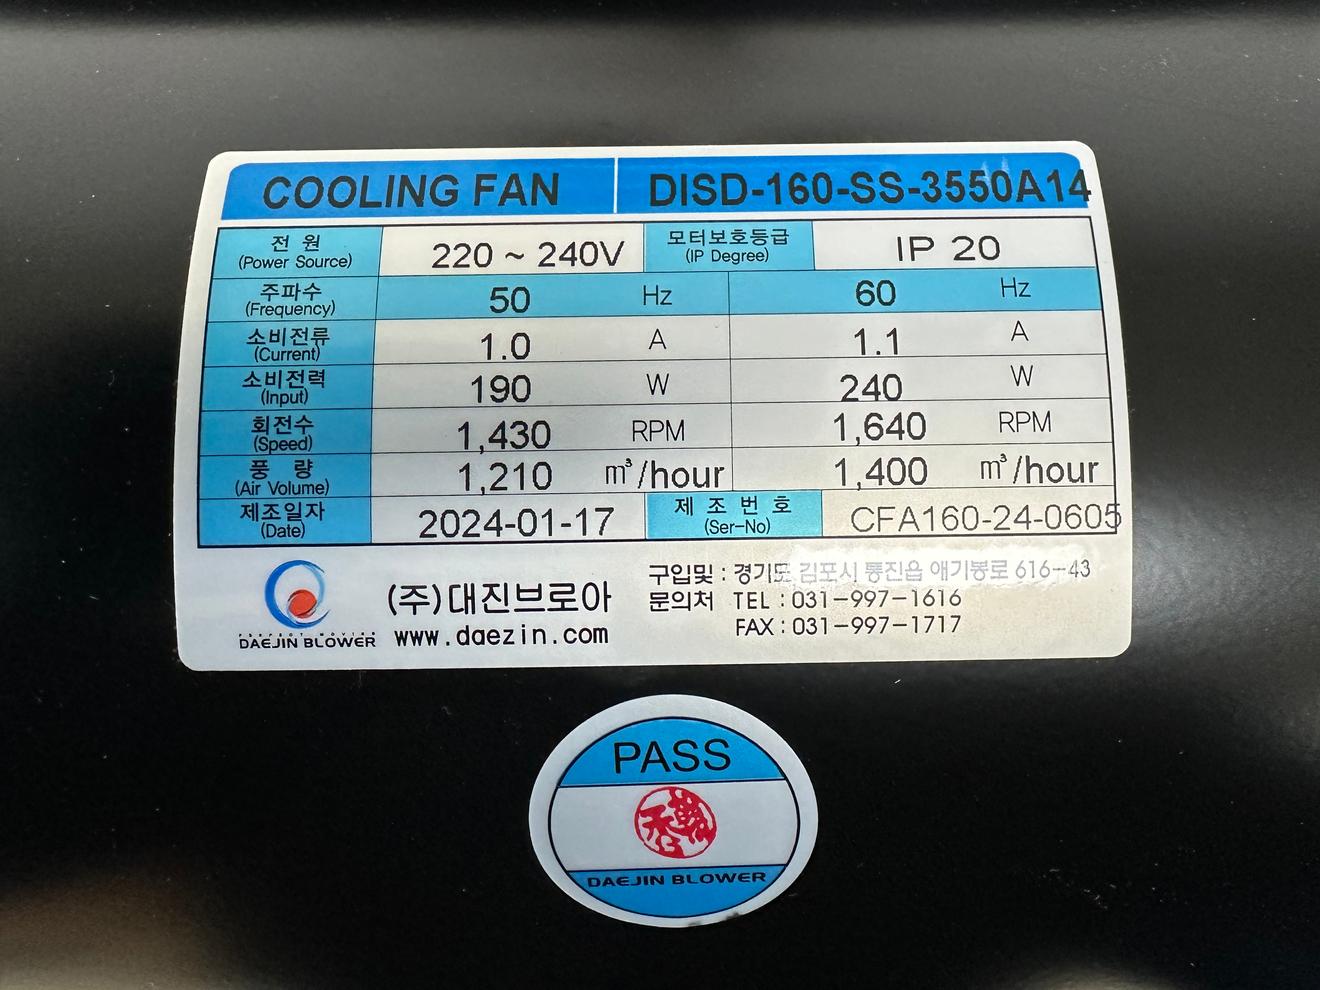 COOLING FAN DISD-160-SS-3550A14
전 원 (Power Source) 220 ~ 240V 모터보호등급 (IP Degree) IP 20
주파수 (Frequency) 50 Hz 60 Hz
소비전류 (Current) 1.0 A 1.1 A
소비전력 (Input) 190 W 240 W
회전수 (Speed) 1,430 RPM 1,640 RPM
풍 량 (Air Volume) 1,210 m³/hour 1,400 m³/hour
제조일자 (Date) 2024-01-17 제 조 번 호 (Ser-No) CFA160-24-0605
PERFECT MOVING
DAEJIN BLOWER
(주)대진브로아
www.daezin.com
구입및 : 경기도 김포시 통진읍 애기봉로 616-43
문의처 TEL : 031-997-1616
FAX : 031-997-1717
PASS
DAEJIN BLOWER